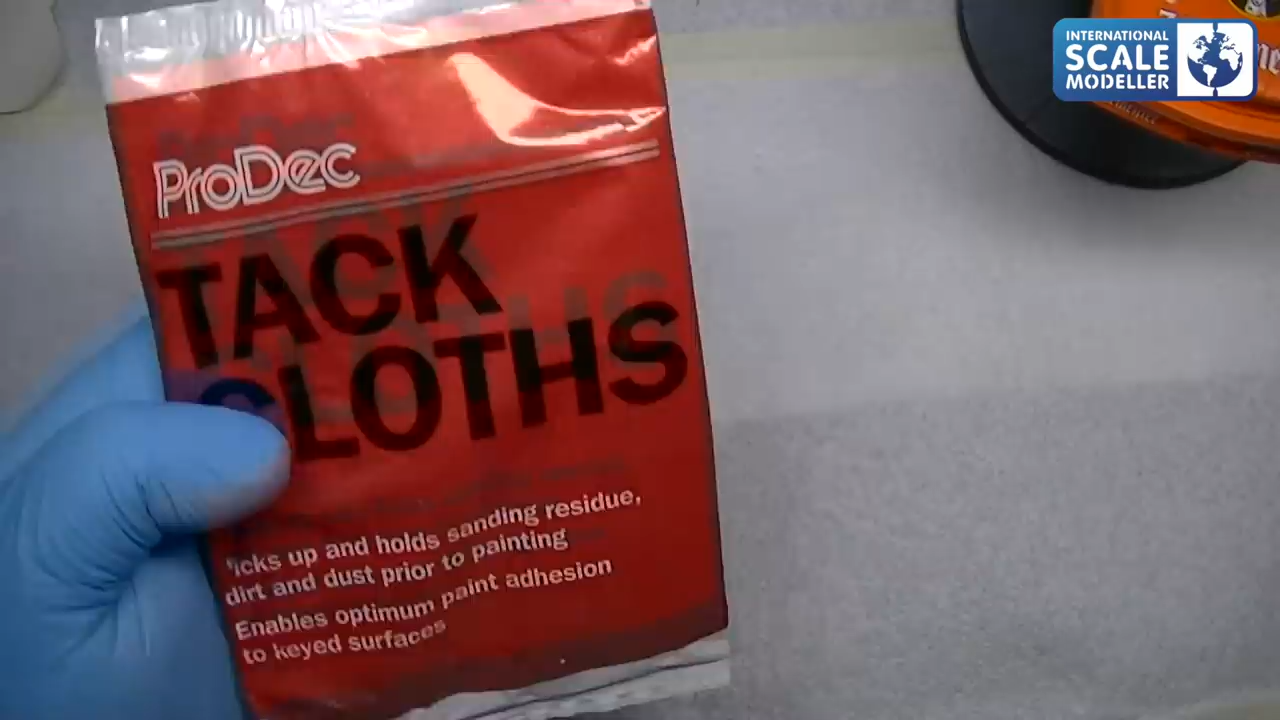 INTERNATIONAL
SCALE
MODELLER
ProDec
TACK
CLOTHS
Picks up and holds sanding residue,
dirt and dust prior to painting
Enables optimum paint adhesion
to keyed surfaces